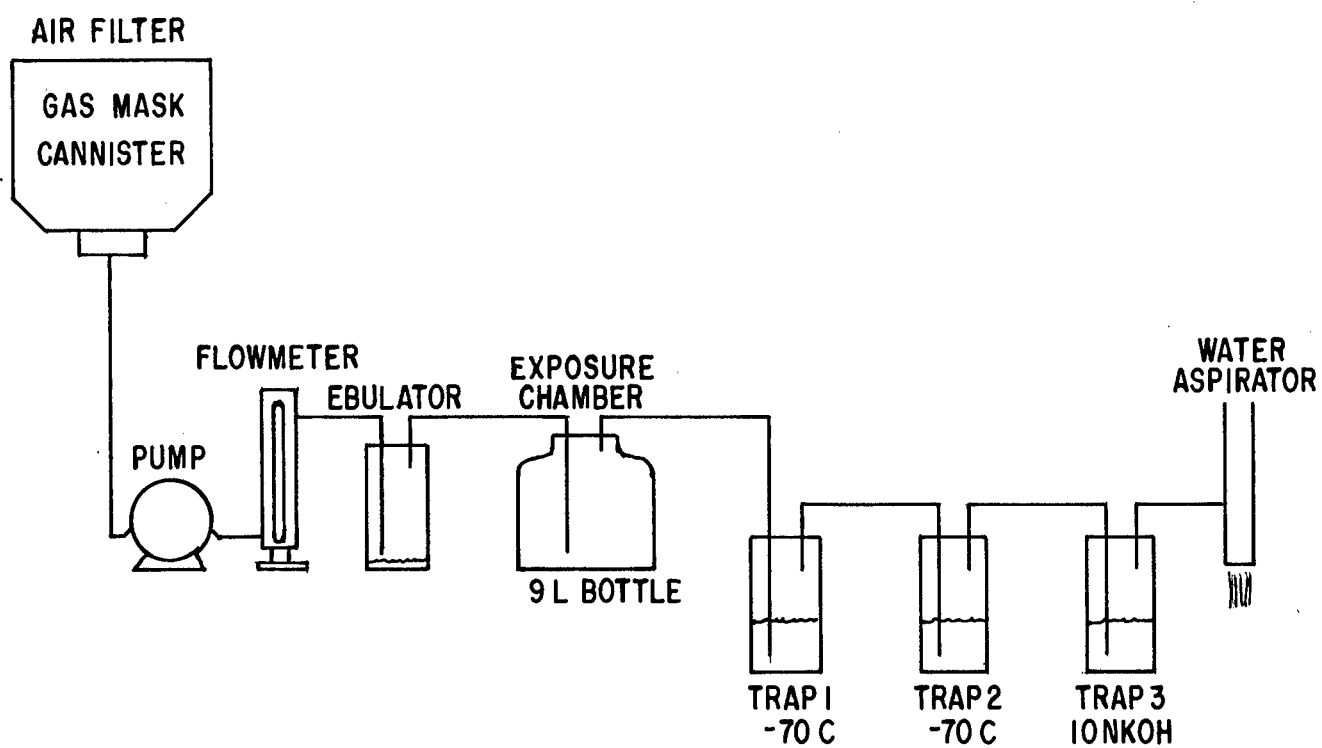 AIR FILTER
GAS MASK
CANNISTER
FLOWMETER
EBULATOR
EXPOSURE
CHAMBER
WATER
ASPIRATOR
PUMP
9 L BOTTLE
TRAP 1
-70 C
TRAP 2
-70 C
TRAP 3
10NKOH